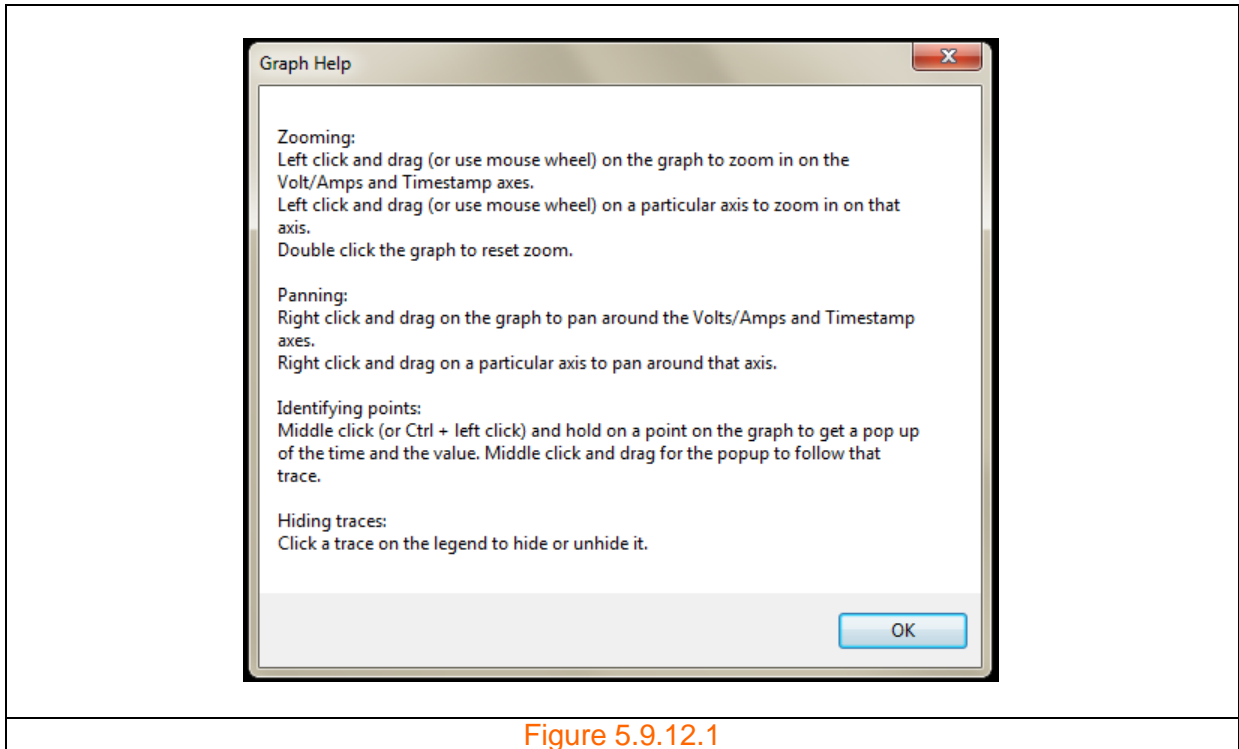 Graph Help
Zooming:
Left click and drag (or use mouse wheel) on the graph to zoom in on the
Volt/Amps and Timestamp axes.
Left click and drag (or use mouse wheel) on a particular axis to zoom in on that
axis.
Double click the graph to reset zoom.
Panning:
Right click and drag on the graph to pan around the Volts/Amps and Timestamp
axes.
Right click and drag on a particular axis to pan around that axis.
Identifying points:
Middle click (or Ctrl + left click) and hold on a point on the graph to get a pop up
of the time and the value. Middle click and drag for the popup to follow that
trace.
Hiding traces:
Click a trace on the legend to hide or unhide it.
OK
Figure 5.9.12.1